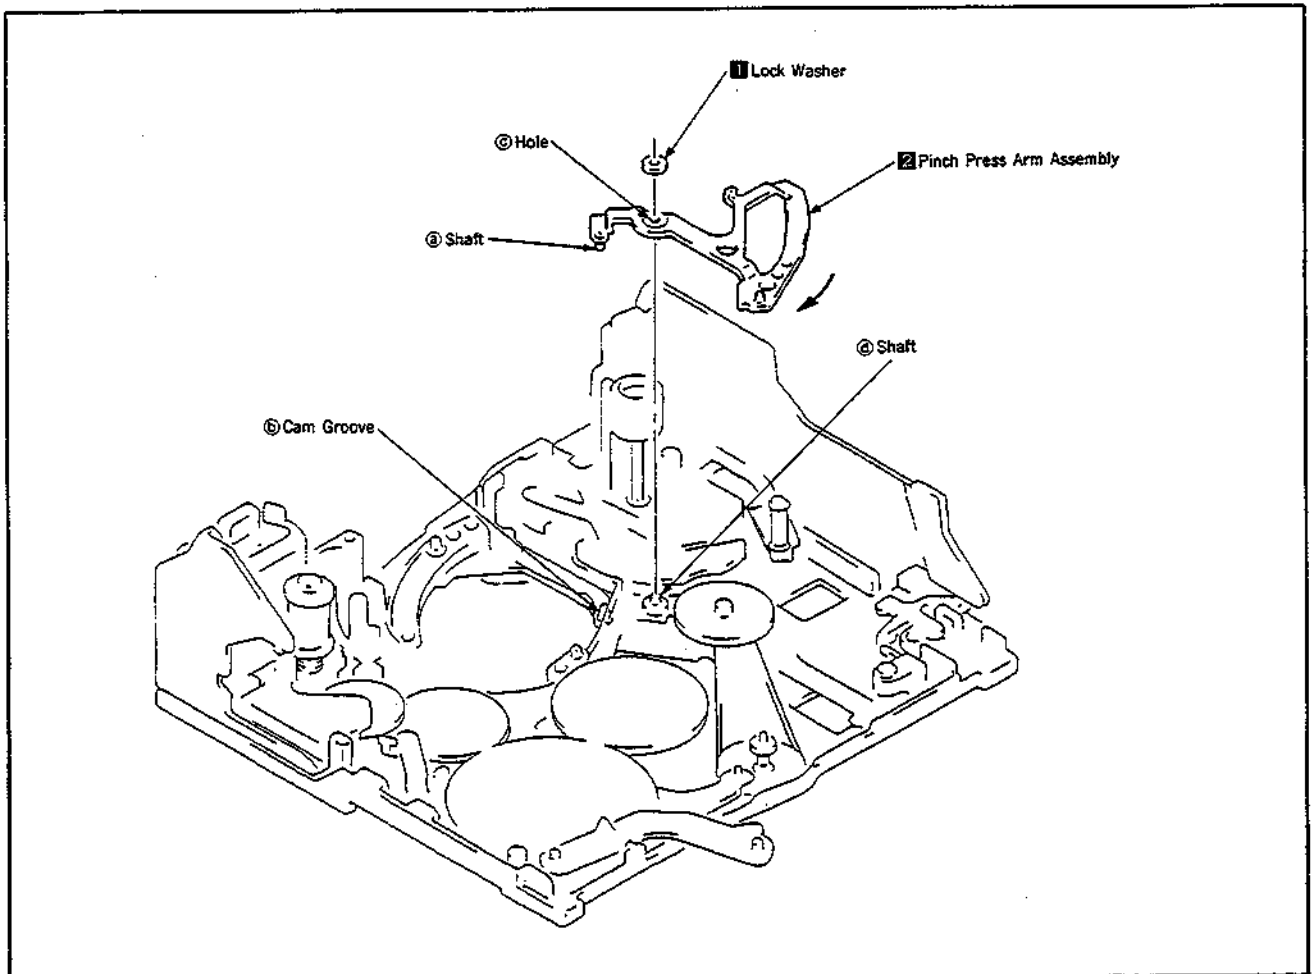 1 Lock Washer
ⓒ Hole
2 Pinch Press Arm Assembly
ⓐ Shaft
ⓓ Shaft
ⓑ Cam Groove